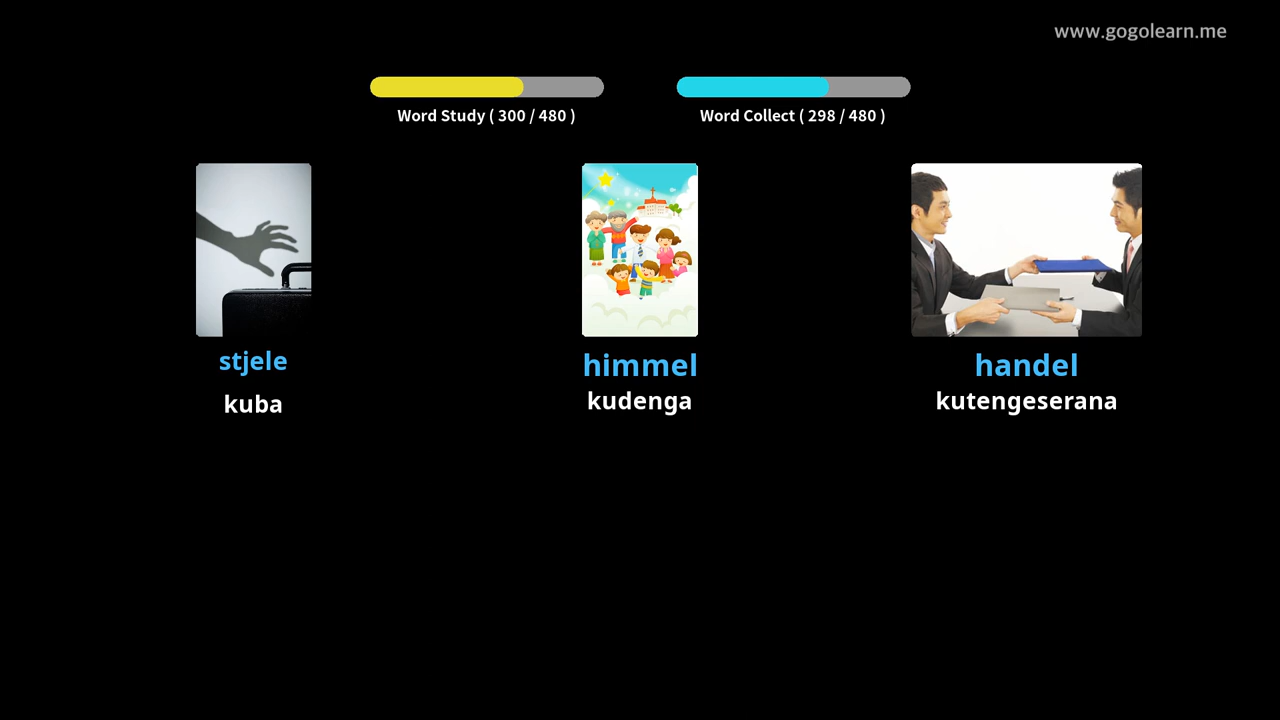 www.gogolearn.me
Word Study ( 300 / 480 )
Word Collect ( 298 / 480 )
stjele
kuba
himmel
kudenga
handel
kutengeserana